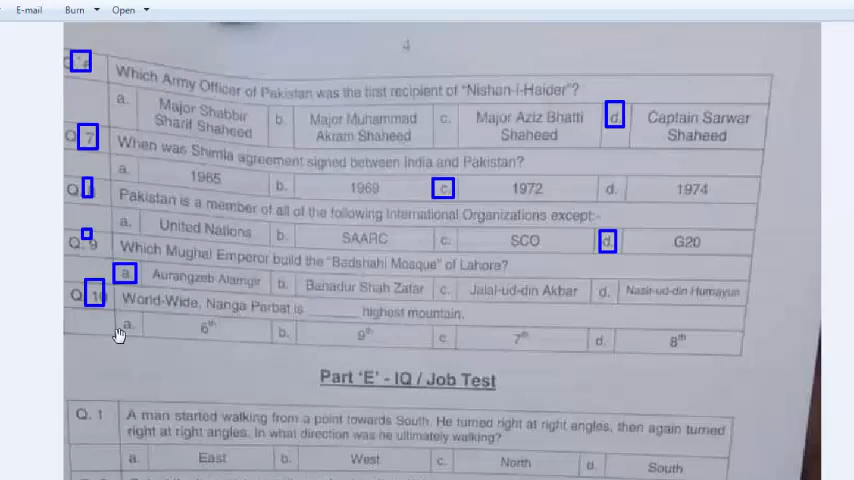 E-mail Burn Open
4
Which Army Officer of Pakistan was the first recipient of "Nishan-i-Haider"?
a. Major Shabbir Sharif Shaheed b. Major Muhammad Akram Shaheed c. Major Aziz Bhatti Shaheed d. Captain Sarwar Shaheed
Q. 7 When was Shimla agreement signed between India and Pakistan?
a. 1965 b. 1969 c. 1972 d. 1974
Q. Pakistan is a member of all of the following International Organizations except:-
a. United Nations b. SAARC c. SCO d. G20
Q. 9 Which Mughal Emperor build the "Badshahi Mosque" of Lahore?
a. Aurangzeb Alamgir b. Bahadur Shah Zafar c. Jalal-ud-din Akbar d. Nasir-ud-din Humayun
Q. 10 World-Wide, Nanga Parbat is ______ highest mountain.
a. 6th b. 9th c. 7th d. 8th
Part 'E' - IQ / Job Test
Q. 1 A man started walking from a point towards South. He turned right at right angles, then again turned
right at right angles. In what direction was he ultimately walking?
a. East b. West c. North d. South